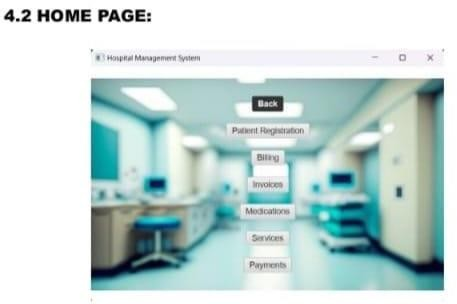 4.2 HOME PAGE:
Hospital Management System
Back
Patient Registration
Billing
Invoices
Medications
Services
Payments